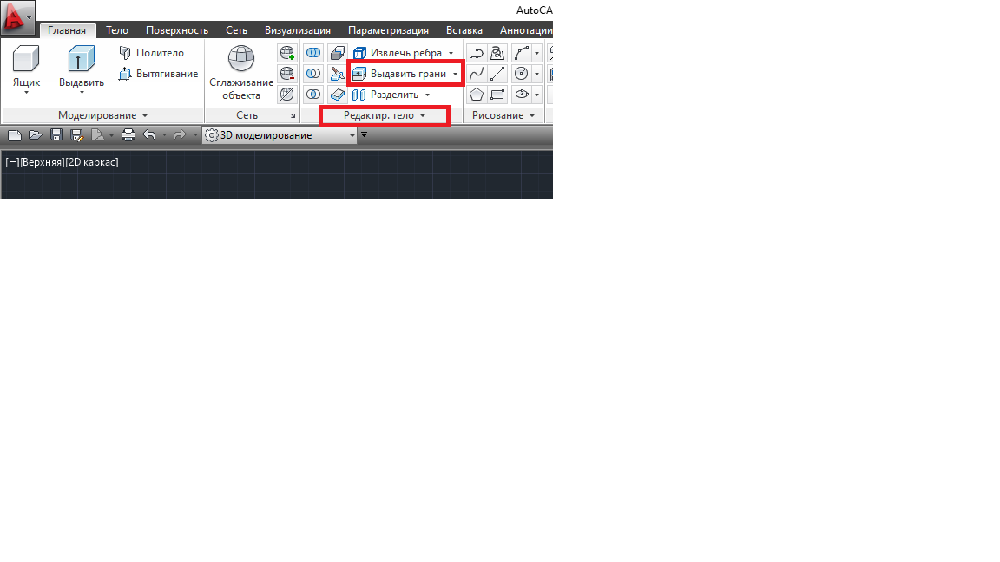 AutoCA
Главная Тело Поверхность Сеть Визуализация Параметризация Вставка Аннотации
Ящик
Выдавить
Политело
Вытягивание
Моделирование
Сглаживание
объекта
Сеть
Извлечь ребра
Выдавить грани
Разделить
Редактир. тело
Рисование
3D моделирование
[−][Верхняя][2D каркас]